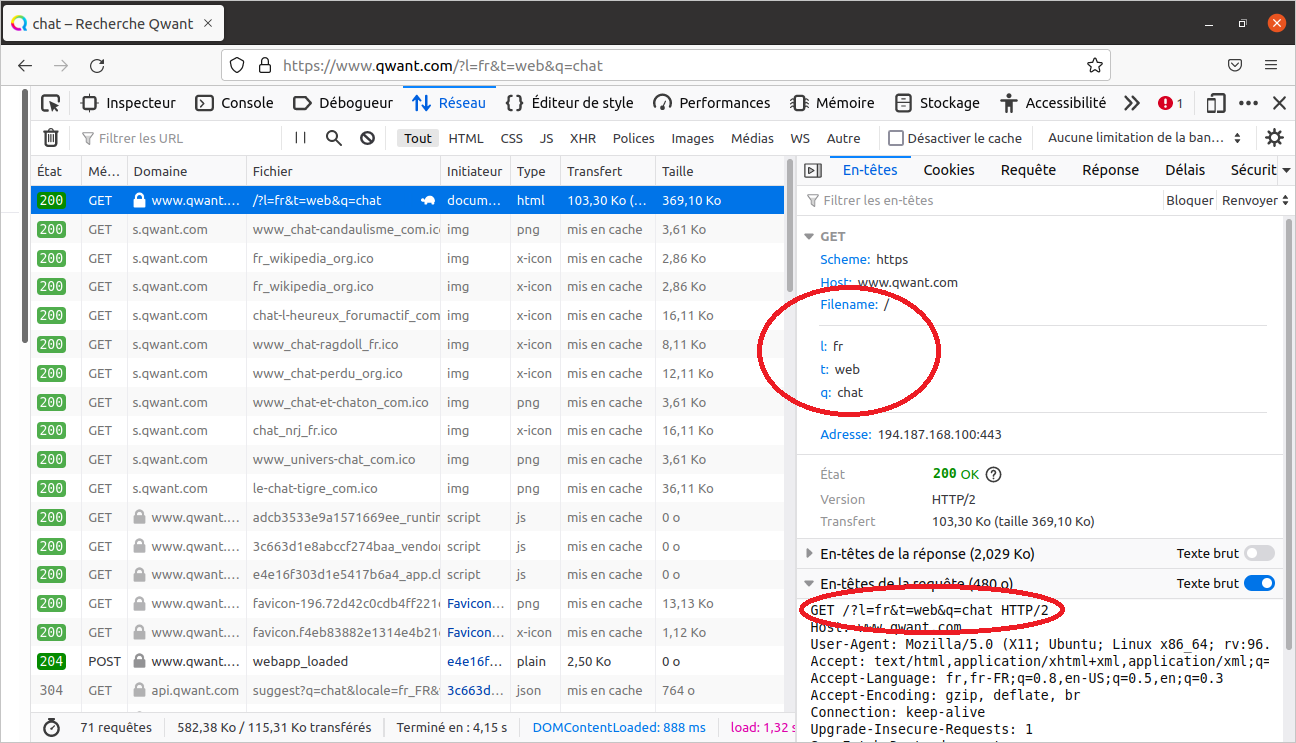 chat – Recherche Qwant
https://www.qwant.com/?l=fr&t=web&q=chat
Inspecteur Console Débogueur Réseau Éditeur de style Performances Mémoire Stockage Accessibilité 1
Filtrer les URL Tout HTML CSS JS XHR Polices Images Médias WS Autre Désactiver le cache Aucune limitation de la ban…
État Mé… Domaine Fichier Initiateur Type Transfert Taille
200 GET www.qwant.… /?l=fr&t=web&q=chat docum… html 103,30 Ko (… 369,10 Ko
200 GET s.qwant.com www_chat-candaulisme_com.ic img png mis en cache 3,61 Ko
200 GET s.qwant.com fr_wikipedia_org.ico img x-icon mis en cache 2,86 Ko
200 GET s.qwant.com fr_wikipedia_org.ico img x-icon mis en cache 2,86 Ko
200 GET s.qwant.com chat-l-heureux_forumactif_com img x-icon mis en cache 16,11 Ko
200 GET s.qwant.com www_chat-ragdoll_fr.ico img x-icon mis en cache 8,11 Ko
200 GET s.qwant.com www_chat-perdu_org.ico img x-icon mis en cache 12,11 Ko
200 GET s.qwant.com www_chat-et-chaton_com.ico img png mis en cache 3,61 Ko
200 GET s.qwant.com chat_nrj_fr.ico img x-icon mis en cache 16,11 Ko
200 GET s.qwant.com www_univers-chat_com.ico img png mis en cache 3,61 Ko
200 GET s.qwant.com le-chat-tigre_com.ico img png mis en cache 36,11 Ko
200 GET www.qwant.… adcb3533e9a1571669ee_runtin script js mis en cache 0 o
200 GET www.qwant.… 3c663d1e8abccf274baa_vendo script js mis en cache 0 o
200 GET www.qwant.… e4e16f303d1e5417b6a4_app.cl script js mis en cache 0 o
200 GET www.qwant.… favicon-196.72d42c0cdb4ff221 Favicon… png mis en cache 13,13 Ko
200 GET www.qwant.… favicon.f4eb83882e1314e4b21 Favicon… x-icon mis en cache 1,12 Ko
204 POST www.qwant.… webapp_loaded e4e16f… plain 2,50 Ko 0 o
304 GET api.qwant.com suggest?q=chat&locale=fr_FR& 3c663d… json mis en cache 764 o
71 requêtes 582,38 Ko / 115,31 Ko transférés Terminé en : 4,15 s DOMContentLoaded: 888 ms load: 1,32 s
En-têtes Cookies Requête Réponse Délais Sécurit
Filtrer les en-têtes Bloquer Renvoyer
GET
Scheme: https
Host: www.qwant.com
Filename: /
l: fr
t: web
q: chat
Adresse: 194.187.168.100:443
État 200 OK ?
Version HTTP/2
Transfert 103,30 Ko (taille 369,10 Ko)
En-têtes de la réponse (2,029 Ko) Texte brut
En-têtes de la requête (480 o) Texte brut
GET /?l=fr&t=web&q=chat HTTP/2
Host: www.qwant.com
User-Agent: Mozilla/5.0 (X11; Ubuntu; Linux x86_64; rv:96.
Accept: text/html,application/xhtml+xml,application/xml;q=
Accept-Language: fr,fr-FR;q=0.8,en-US;q=0.5,en;q=0.3
Accept-Encoding: gzip, deflate, br
Connection: keep-alive
Upgrade-Insecure-Requests: 1